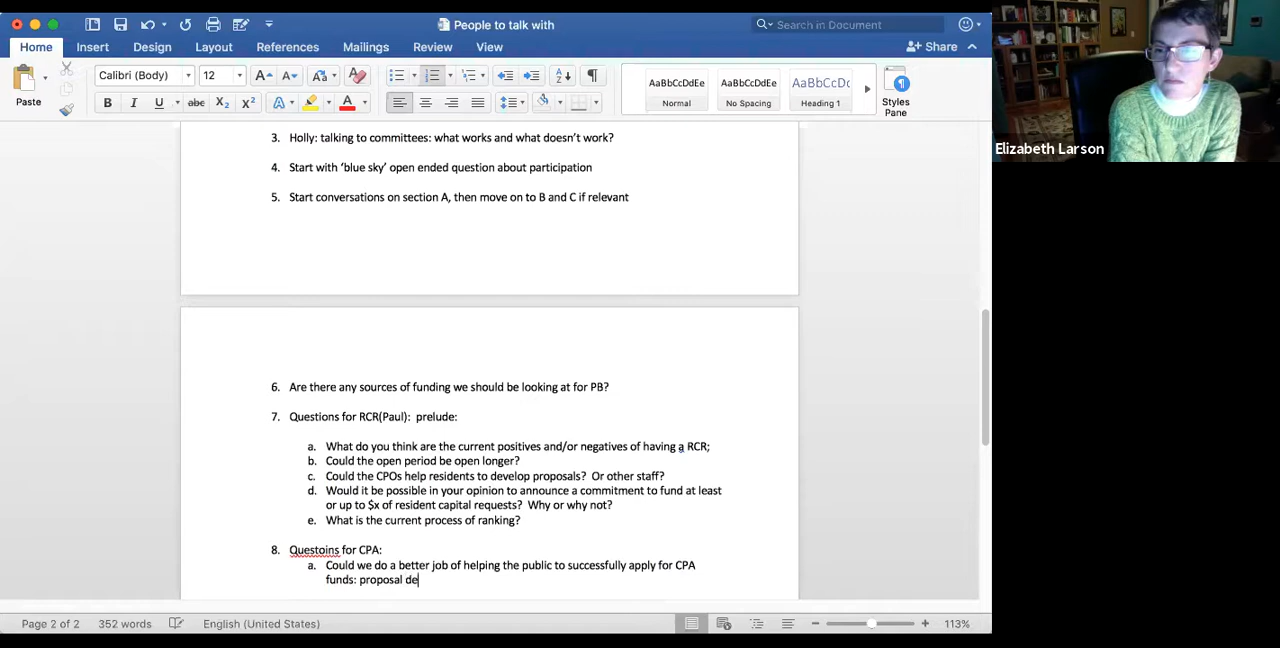 People to talk with
Search in Document
Home Insert Design Layout References Mailings Review View
Share
Paste
Calibri (Body) 12
AaBbCcDdEe AaBbCcDdEe AaBbCcDc
Normal No Spacing Heading 1
Styles
Pane
Elizabeth Larson
3. Holly: talking to committees: what works and what doesn't work?
4. Start with 'blue sky' open ended question about participation
5. Start conversations on section A, then move on to B and C if relevant
6. Are there any sources of funding we should be looking at for PB?
7. Questions for RCR(Paul): prelude:
a. What do you think are the current positives and/or negatives of having a RCR;
b. Could the open period be open longer?
c. Could the CPOs help residents to develop proposals? Or other staff?
d. Would it be possible in your opinion to announce a commitment to fund at least
or up to $x of resident capital requests? Why or why not?
e. What is the current process of ranking?
8. Questoins for CPA:
a. Could we do a better job of helping the public to successfully apply for CPA
funds: proposal de
Page 2 of 2 352 words English (United States) 113%